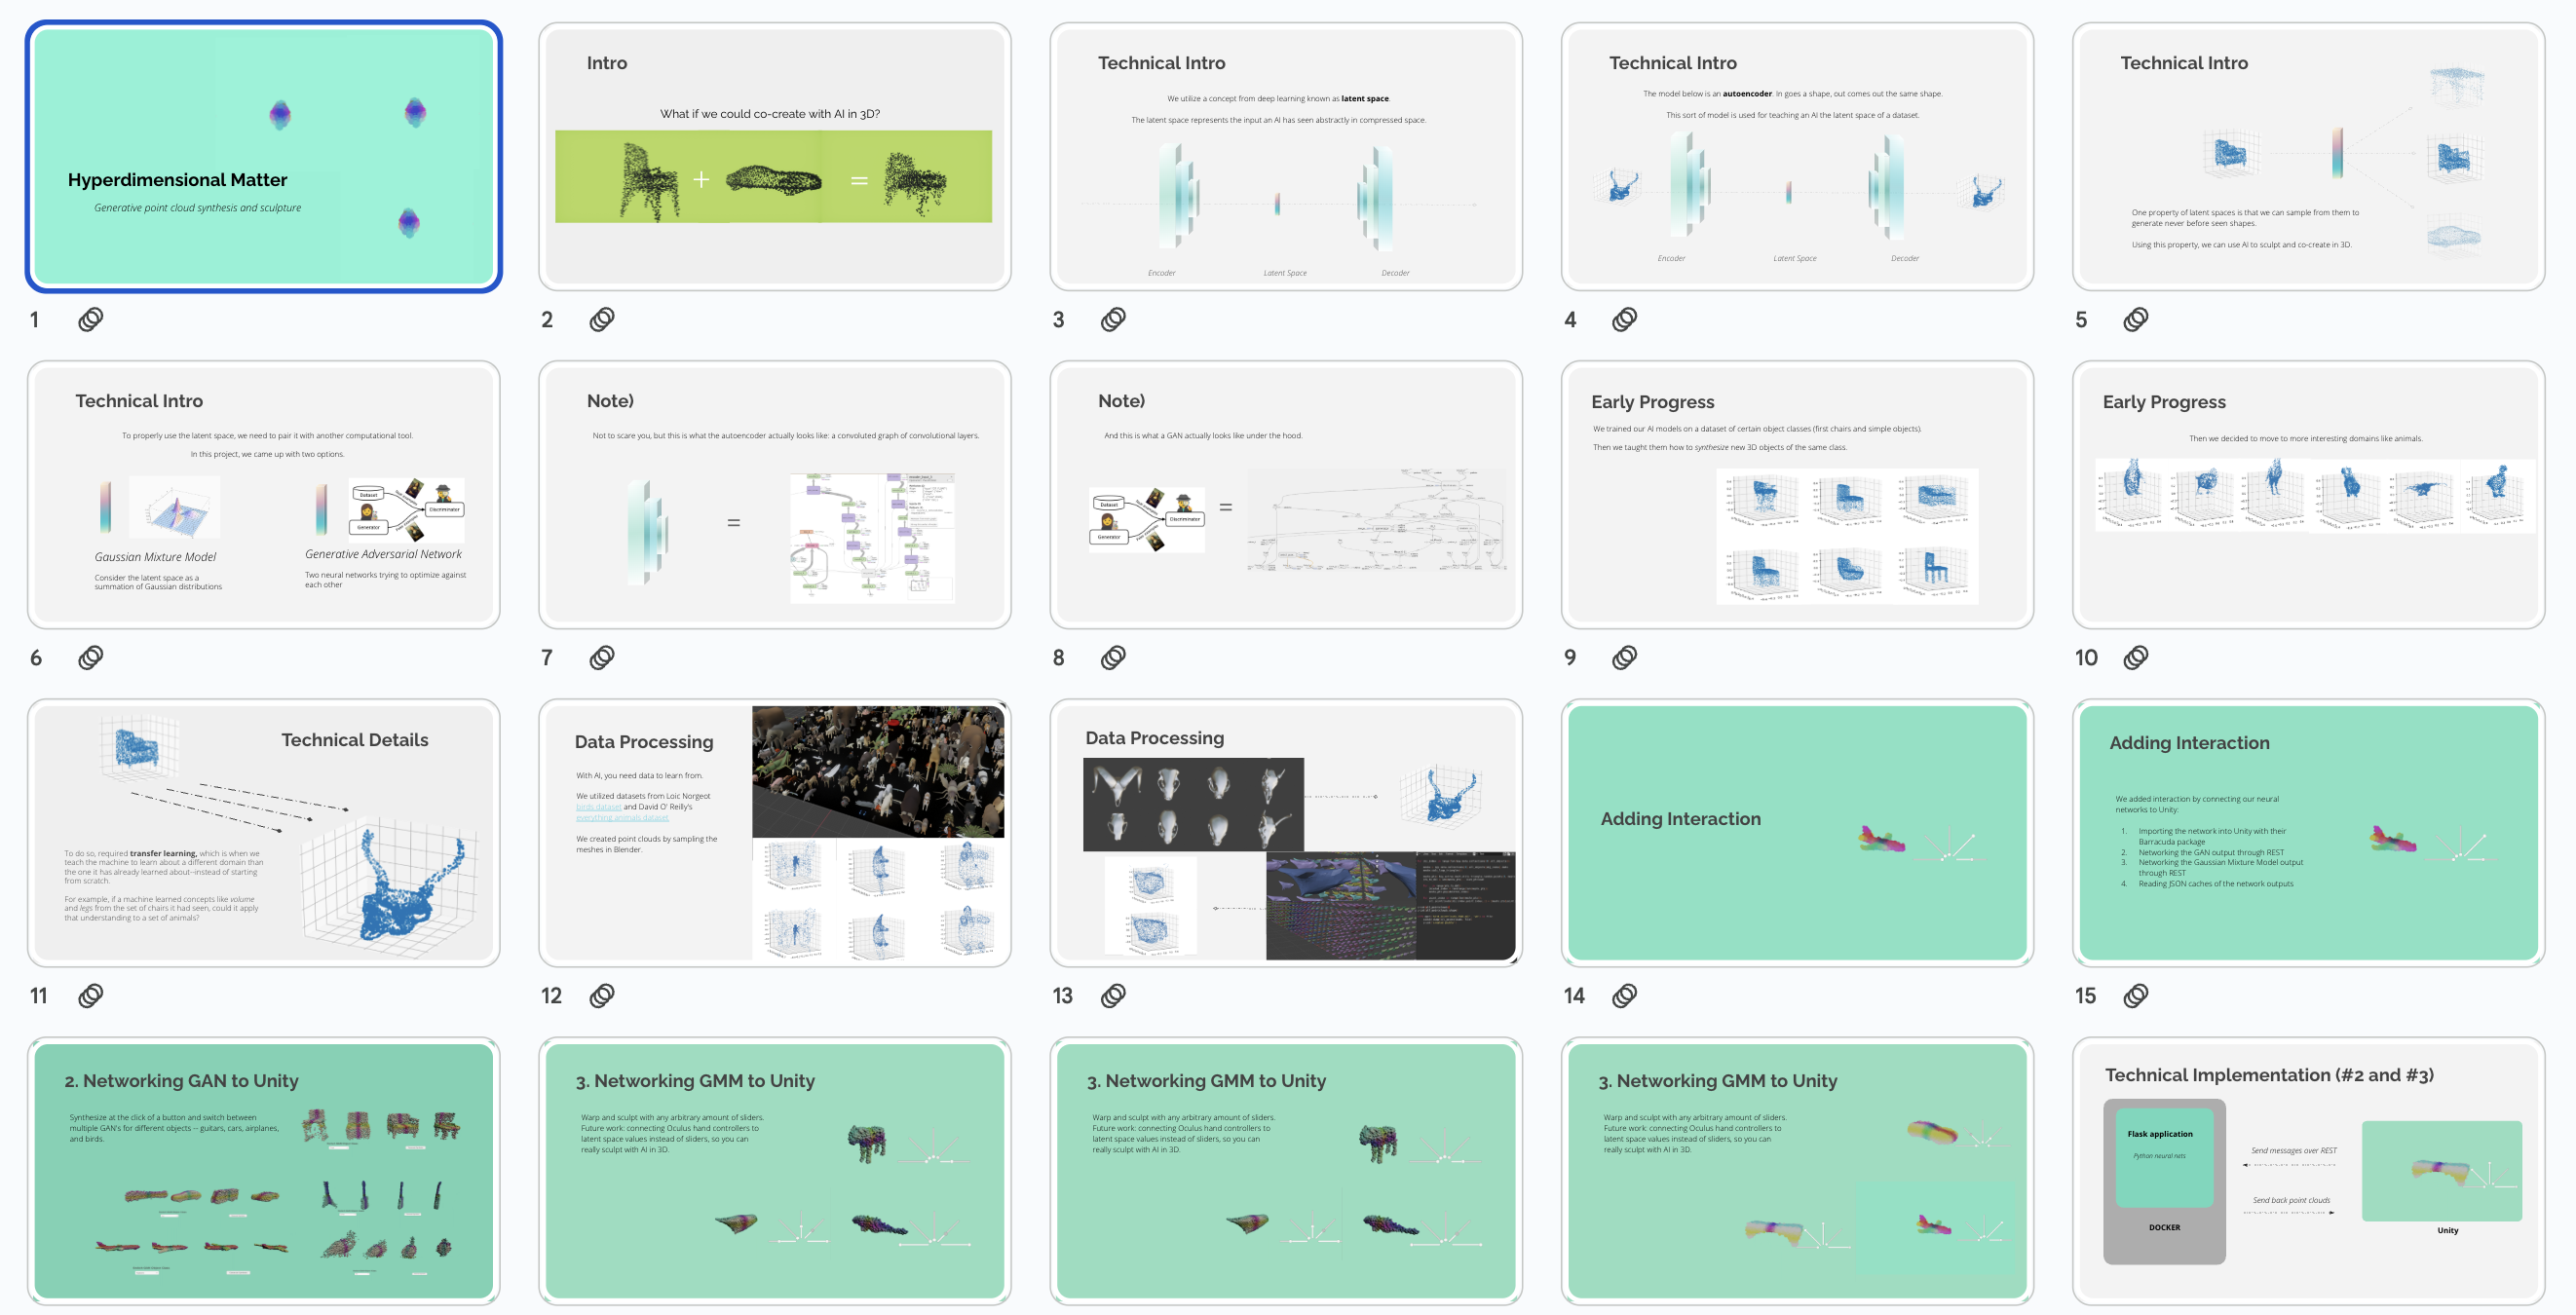 Hyperdimensional Matter
Generative point cloud synthesis and sculpture
1
Intro
What if we could co-create with AI in 3D?
+
=
2
Technical Intro
We utilize a concept from deep learning known as latent space.
The latent space represents the input an AI has seen abstractly in compressed space.
Encoder
Latent Space
Decoder
3
Technical Intro
The model below is an autoencoder. In goes a shape, out comes out the same shape.
This sort of model is used for teaching an AI the latent space of a dataset.
Encoder
Latent Space
Decoder
4
Technical Intro
One property of latent spaces is that we can sample from them to
generate never before seen shapes.
Using this property, we can use AI to sculpt and co-create in 3D.
5
Technical Intro
To properly use the latent space, we need to pair it with another computational tool.
In this project, we came up with two options.
Dataset
Generator
Discriminator
Gaussian Mixture Model
Consider the latent space as a
summation of Gaussian distributions
Generative Adversarial Network
Two neural networks trying to optimize against
each other
6
Note)
Not to scare you, but this is what the autoencoder actually looks like: a convoluted graph of convolutional layers.
=
7
Note)
And this is what a GAN actually looks like under the hood.
Dataset
Generator
Discriminator
=
8
Early Progress
We trained our AI models on a dataset of certain object classes (first chairs and simple objects).
Then we taught them how to synthesize new 3D objects of the same class.
9
Early Progress
Then we decided to move to more interesting domains like animals.
10
Technical Details
To do so, required transfer learning, which is when we
teach the machine to learn about a different domain than
the one it has already learned about--instead of starting
from scratch.
For example, if a machine learned concepts like volume
and legs from the set of chairs it had seen, could it apply
that understanding to a set of animals?
11
Data Processing
With AI, you need data to learn from.
We utilized datasets from Loic Norgeot
birds dataset and David O' Reilly's
everything animals dataset
We created point clouds by sampling the
meshes in Blender.
12
Data Processing
13
Adding Interaction
14
Adding Interaction
We added interaction by connecting our neural
networks to Unity:
1. Importing the network into Unity with their
Barracuda package
2. Networking the GAN output through REST
3. Networking the Gaussian Mixture Model output
through REST
4. Reading JSON caches of the network outputs
15
2. Networking GAN to Unity
Synthesize at the click of a button and switch between
multiple GAN's for different objects -- guitars, cars, airplanes,
and birds.
3. Networking GMM to Unity
Warp and sculpt with any arbitrary amount of sliders.
Future work: connecting Oculus hand controllers to
latent space values instead of sliders, so you can
really sculpt with AI in 3D.
3. Networking GMM to Unity
Warp and sculpt with any arbitrary amount of sliders.
Future work: connecting Oculus hand controllers to
latent space values instead of sliders, so you can
really sculpt with AI in 3D.
3. Networking GMM to Unity
Warp and sculpt with any arbitrary amount of sliders.
Future work: connecting Oculus hand controllers to
latent space values instead of sliders, so you can
really sculpt with AI in 3D.
Technical Implementation (#2 and #3)
Flask application
Python neural nets
DOCKER
Send messages over REST
Send back point clouds
Unity